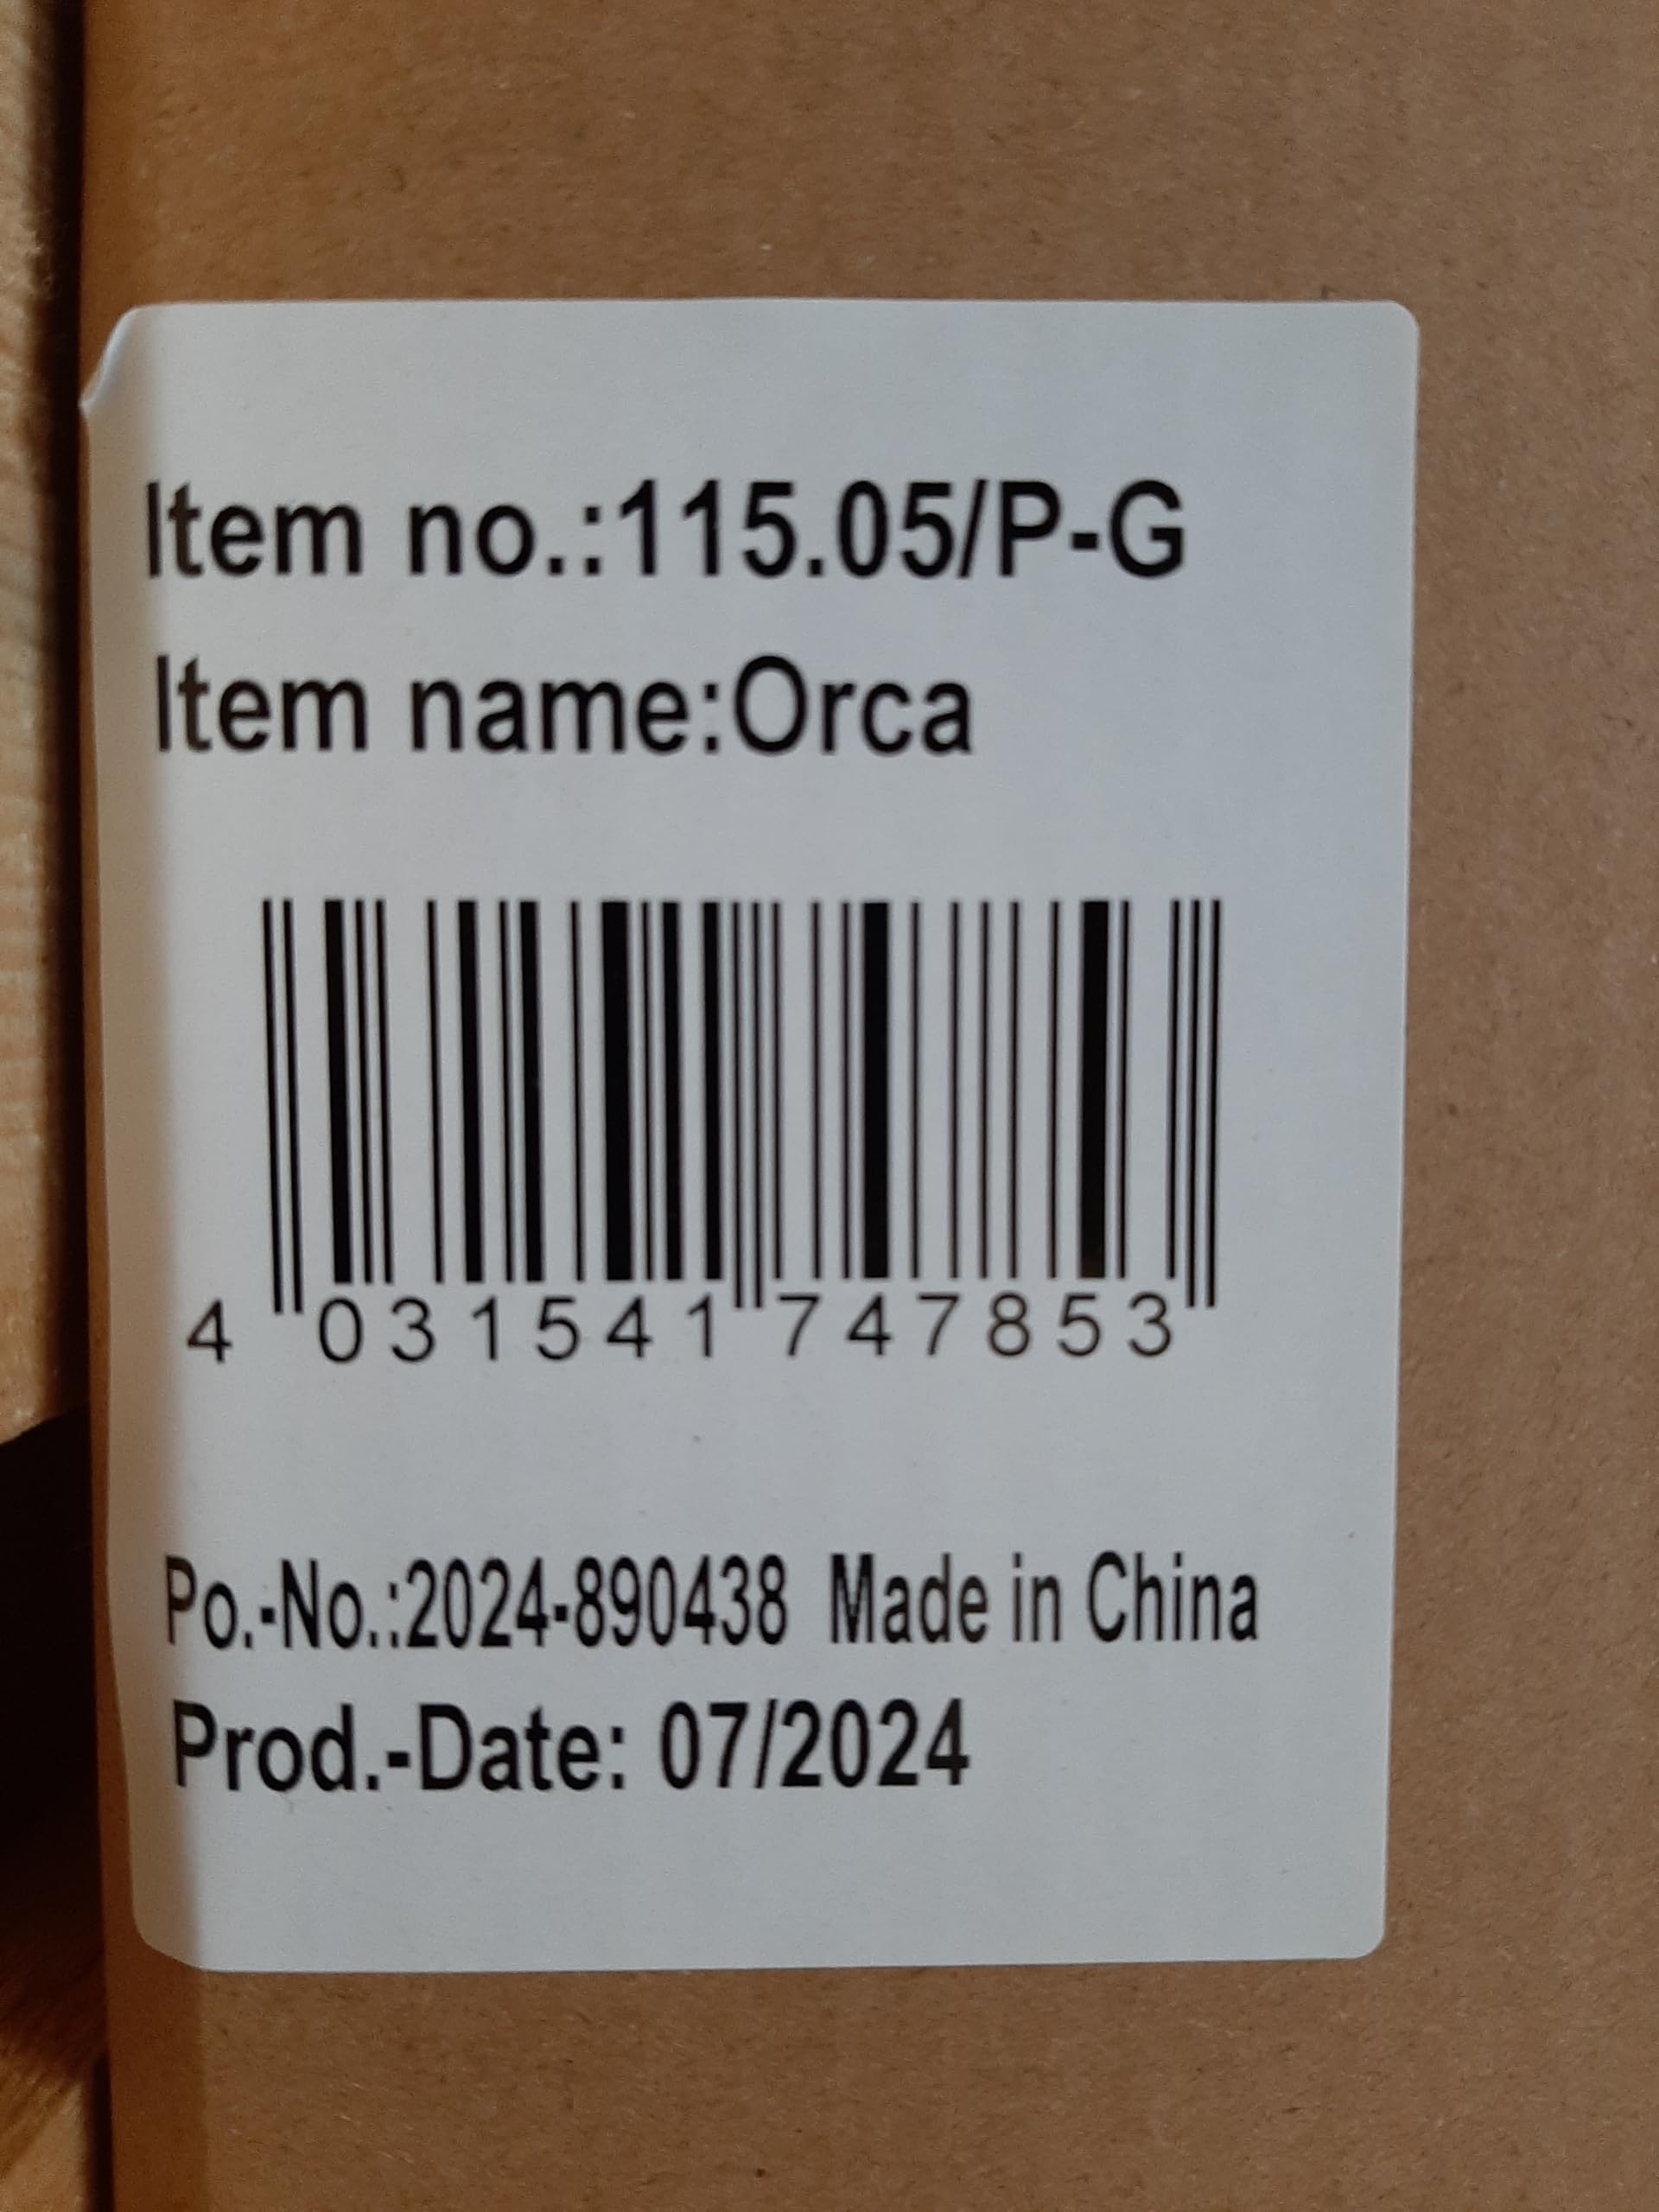 Item no.:115.05/P-G
Item name:Orca
4 031541 747853
Po.-No.:2024-890438 Made in China
Prod.-Date: 07/2024